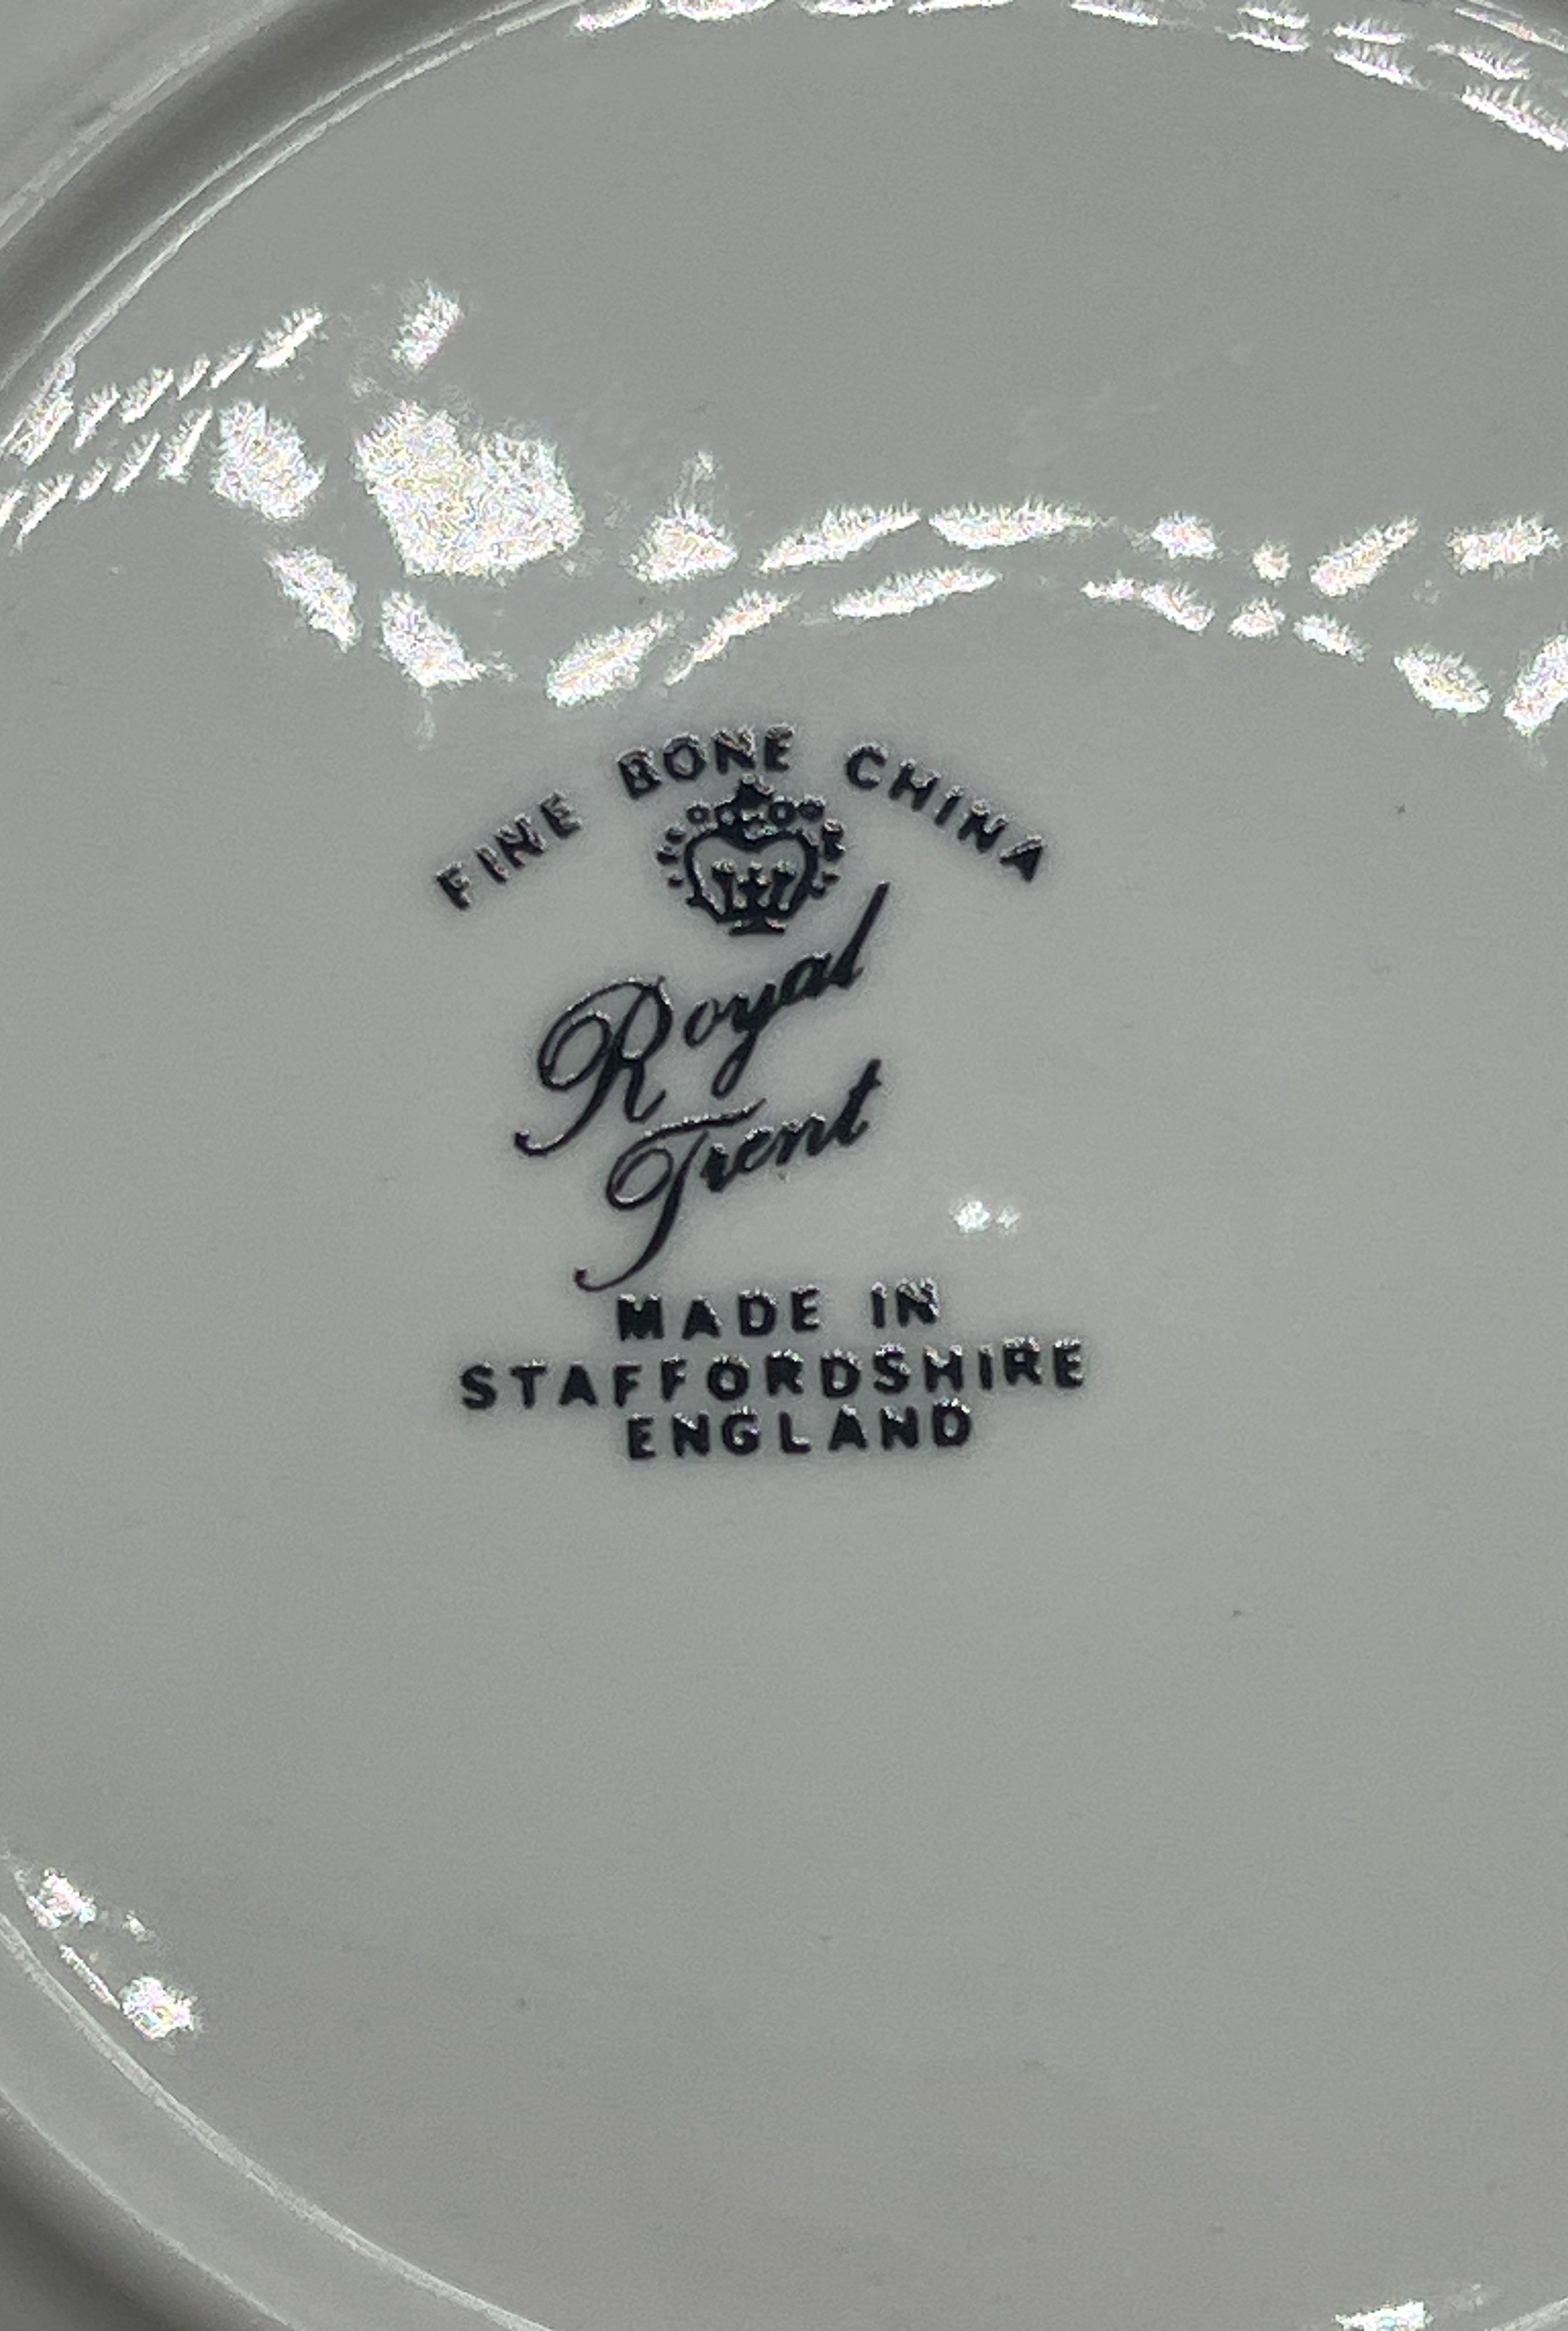 FINE BONE CHINA
Royal
Trent
MADE IN
STAFFORDSHIRE
ENGLAND